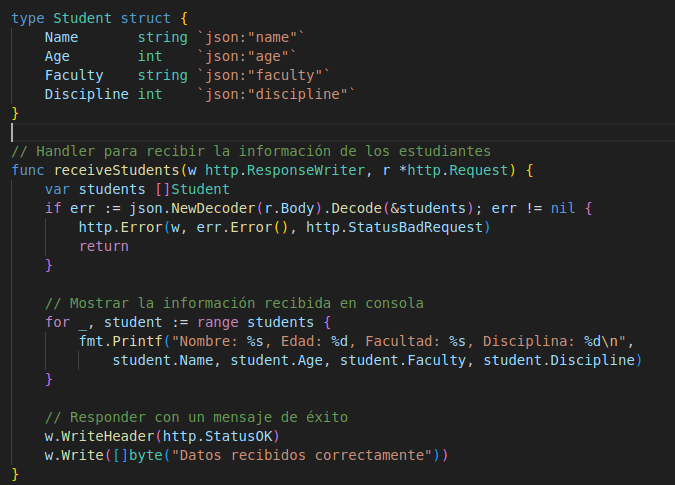 type Student struct {
    Name       string `json:"name"`
    Age        int    `json:"age"`
    Faculty    string `json:"faculty"`
    Discipline int    `json:"discipline"`
}
// Handler para recibir la información de los estudiantes
func receiveStudents(w http.ResponseWriter, r *http.Request) {
    var students []Student
    if err := json.NewDecoder(r.Body).Decode(&students); err != nil {
        http.Error(w, err.Error(), http.StatusBadRequest)
        return
    }
    // Mostrar la información recibida en consola
    for _, student := range students {
        fmt.Printf("Nombre: %s, Edad: %d, Facultad: %s, Disciplina: %d\n",
            student.Name, student.Age, student.Faculty, student.Discipline)
    }
    // Responder con un mensaje de éxito
    w.WriteHeader(http.StatusOK)
    w.Write([]byte("Datos recibidos correctamente"))
}